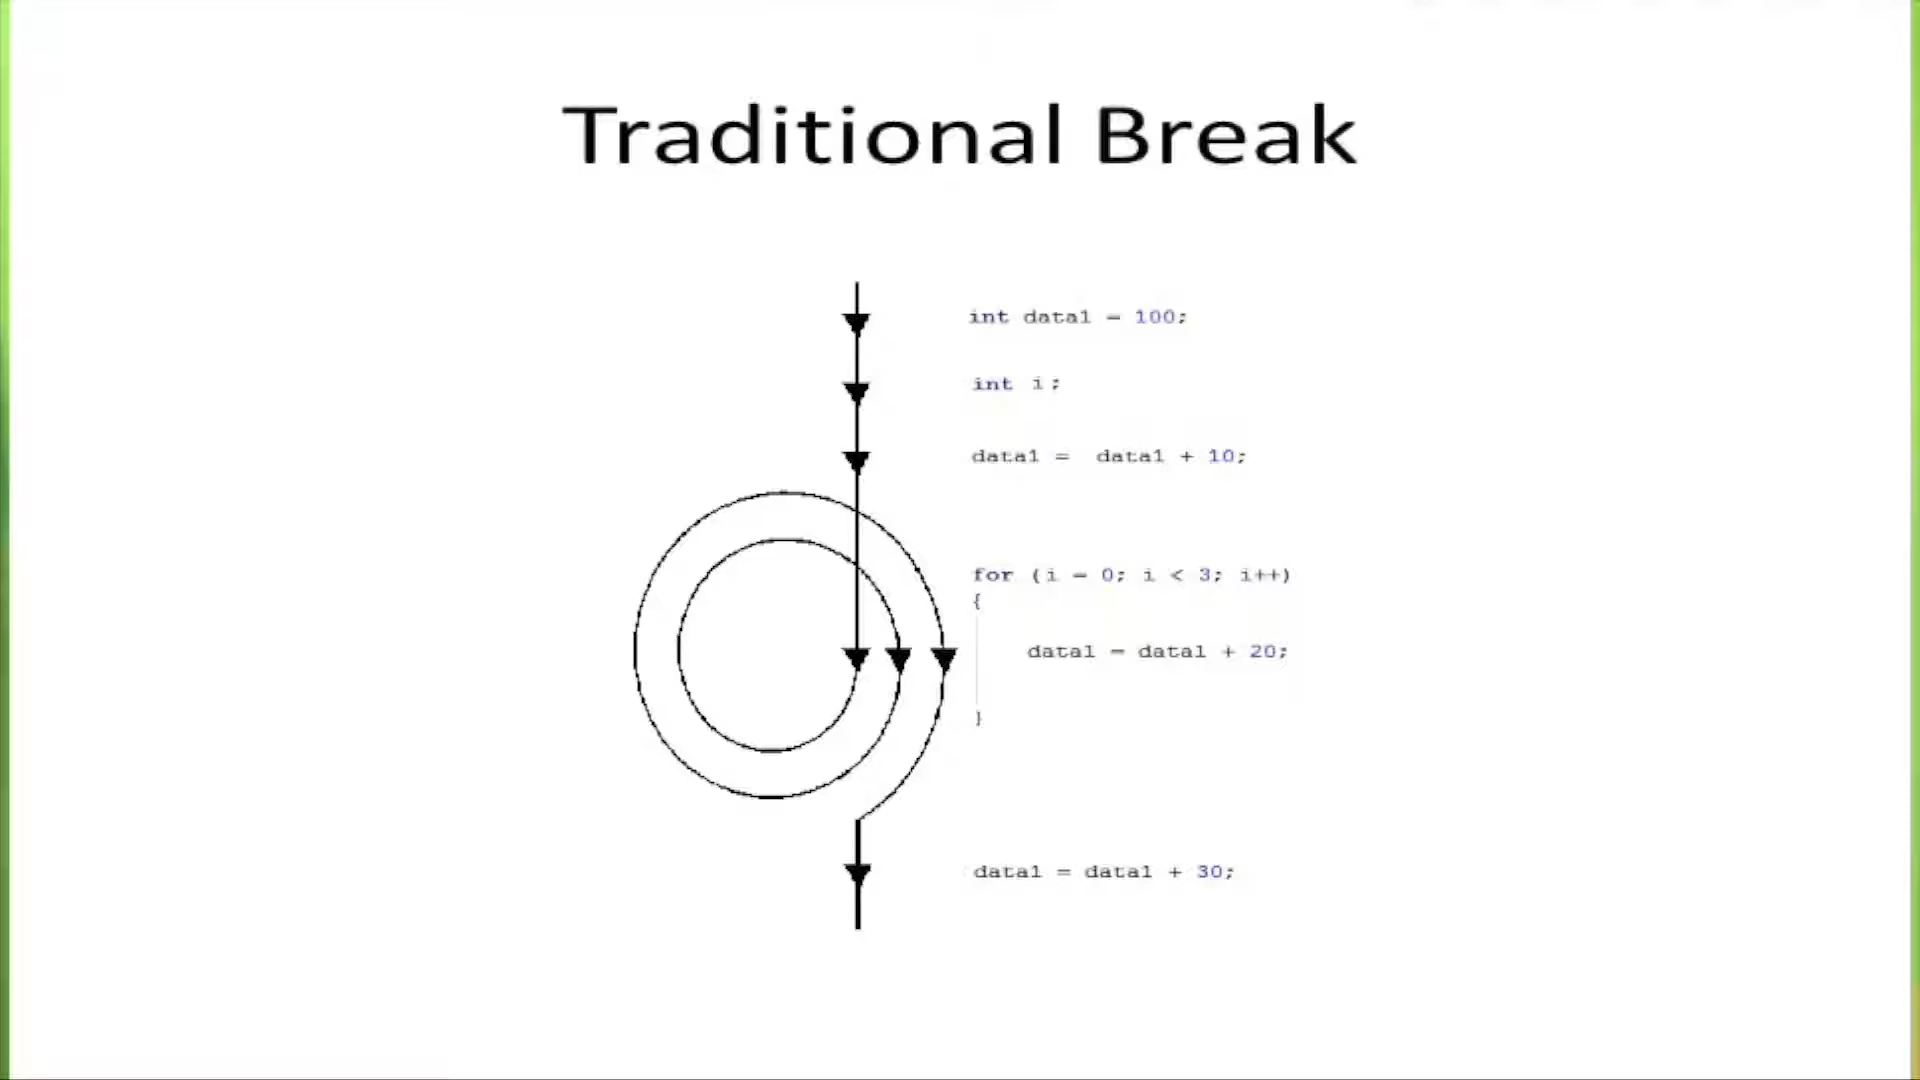 Traditional Break
int data1 = 100;
int i;
data1 = data1 + 10;
for (i = 0; i < 3; i++)
{
data1 = data1 + 20;
}
data1 = data1 + 30;